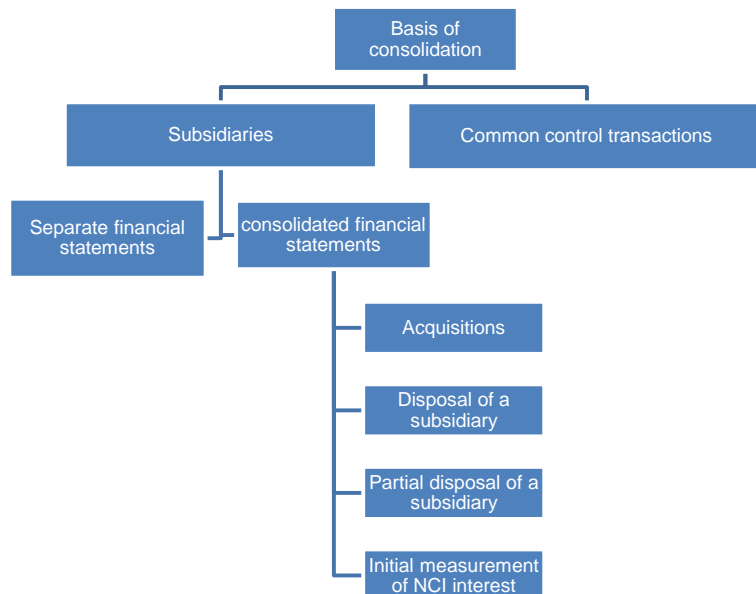 Basis of
consolidation
Subsidiaries
Common control transactions
Separate financial
statements
consolidated financial
statements
Acquisitions
Disposal of a
subsidiary
Partial disposal of a
subsidiary
Initial measurement
of NCI interest